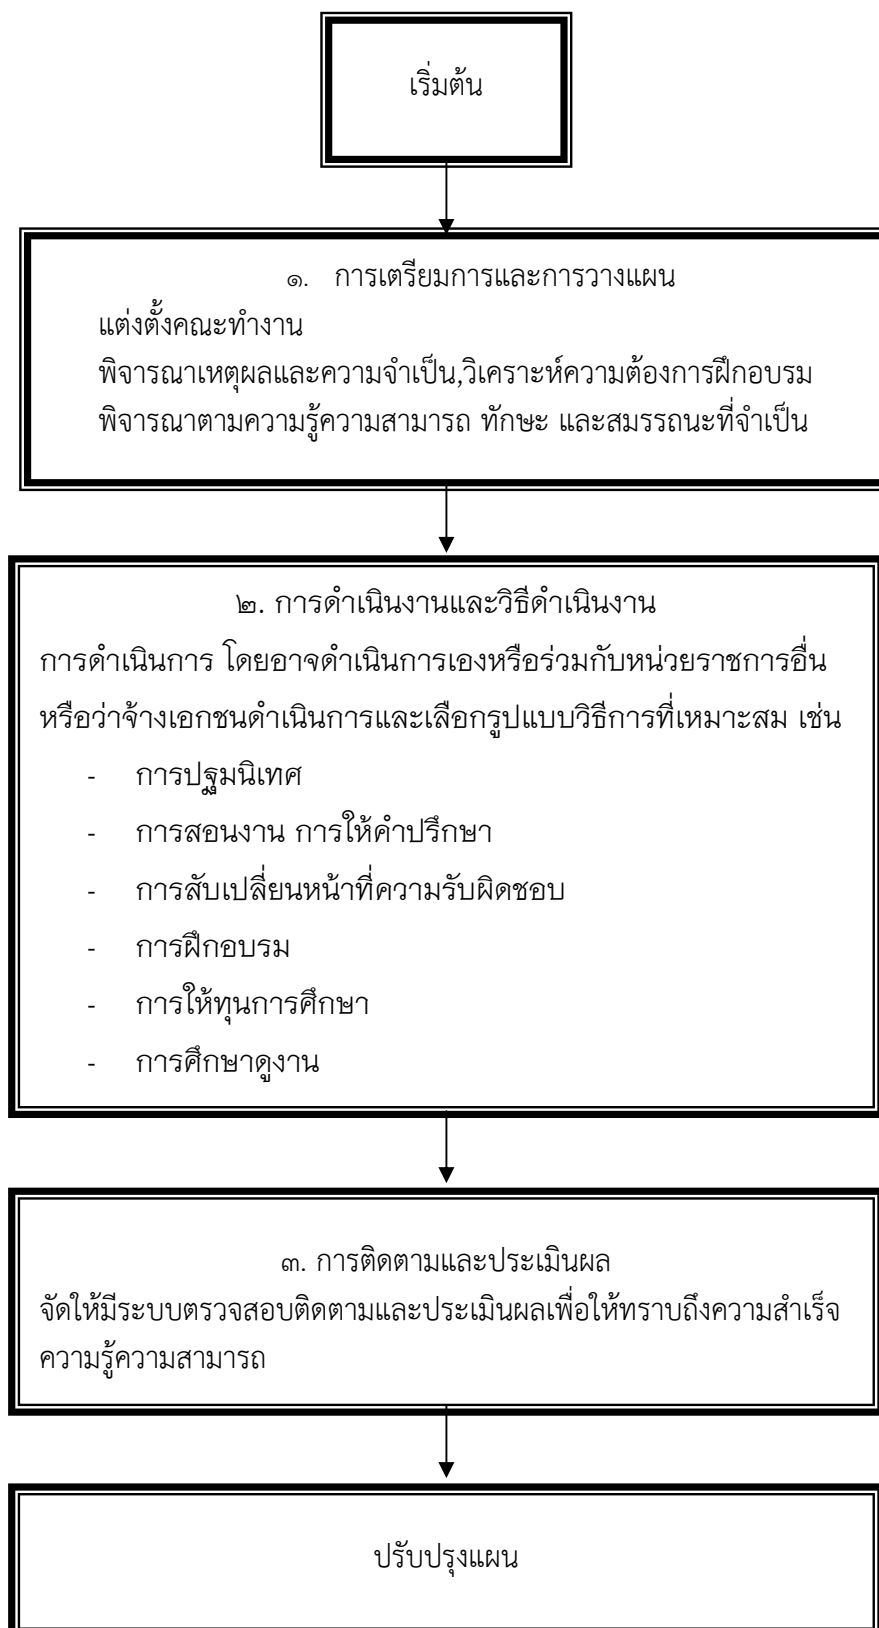 เริ่มต้น
๑. การเตรียมการและการวางแผน
แต่งตั้งคณะทำงาน
พิจารณาเหตุผลและความจำเป็น,วิเคราะห์ความต้องการฝึกอบรม
พิจารณาตามความรู้ความสามารถ ทักษะ และสมรรถนะที่จำเป็น
๒. การดำเนินงานและวิธีดำเนินงาน
การดำเนินการ โดยอาจดำเนินการเองหรือร่วมกับหน่วยราชการอื่น
หรือว่าจ้างเอกชนดำเนินการและเลือกรูปแบบวิธีการที่เหมาะสม เช่น
- การปฐมนิเทศ
- การสอนงาน การให้คำปรึกษา
- การสับเปลี่ยนหน้าที่ความรับผิดชอบ
- การฝึกอบรม
- การให้ทุนการศึกษา
- การศึกษาดูงาน
๓. การติดตามและประเมินผล
จัดให้มีระบบตรวจสอบติดตามและประเมินผลเพื่อให้ทราบถึงความสำเร็จ
ความรู้ความสามารถ
ปรับปรุงแผน